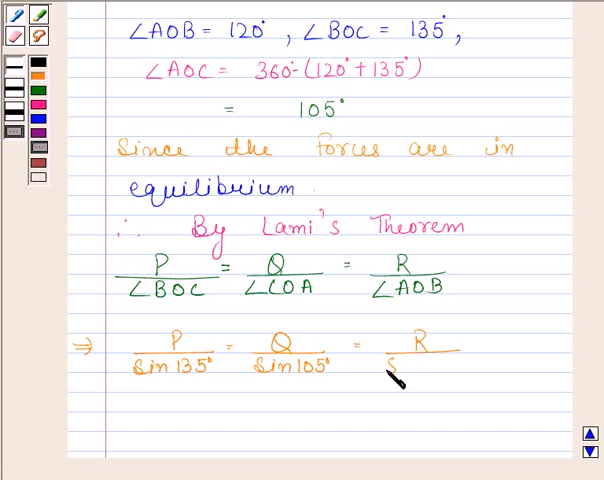 ∠AOB = 120°, ∠BOC = 135°,
∠AOC = 360° - (120° + 135°)
= 105°
Since the forces are in
equilibrium.
∴ By Lami's Theorem
P/∠BOC = Q/∠COA = R/∠AOB
⇒ P/Sin 135° = Q/Sin 105° = R/S